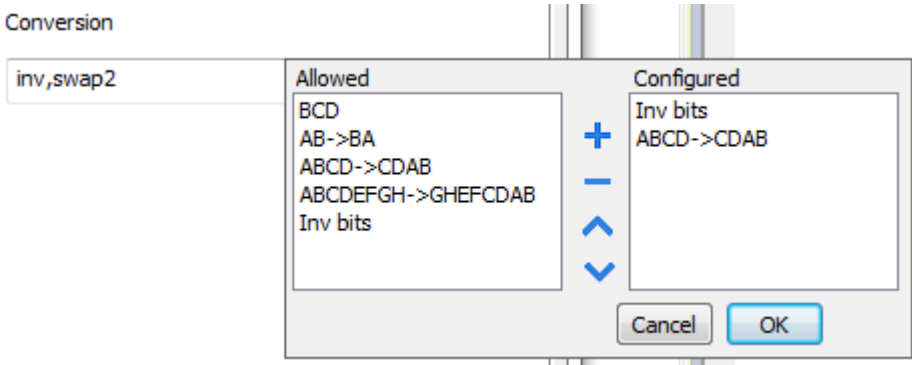 Conversion
inv,swap2
Allowed
BCD
AB->BA
ABCD->CDAB
ABCDEFGH->GHEFCDAB
Inv bits
Configured
Inv bits
ABCD->CDAB
Cancel
OK